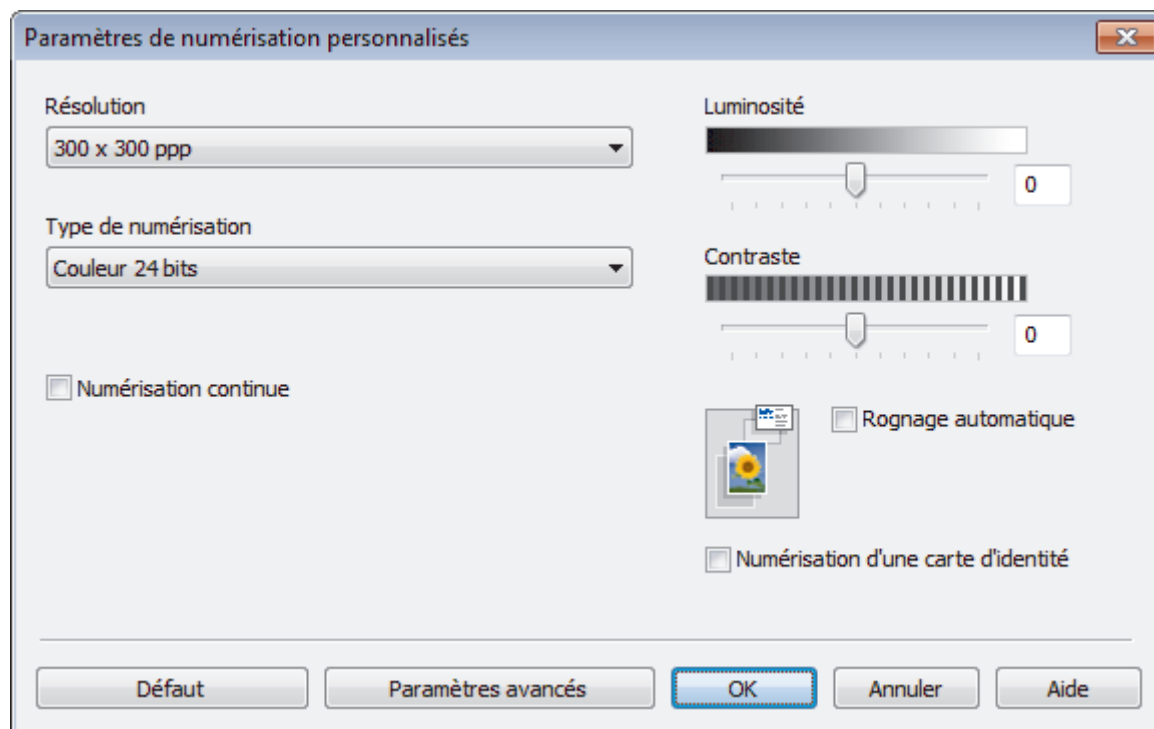 Paramètres de numérisation personnalisés
Résolution
300 x 300 ppp
Type de numérisation
Couleur 24 bits
Numérisation continue
Luminosité
0
Contraste
0
Rognage automatique
Numérisation d'une carte d'identité
Défaut
Paramètres avancés
OK
Annuler
Aide